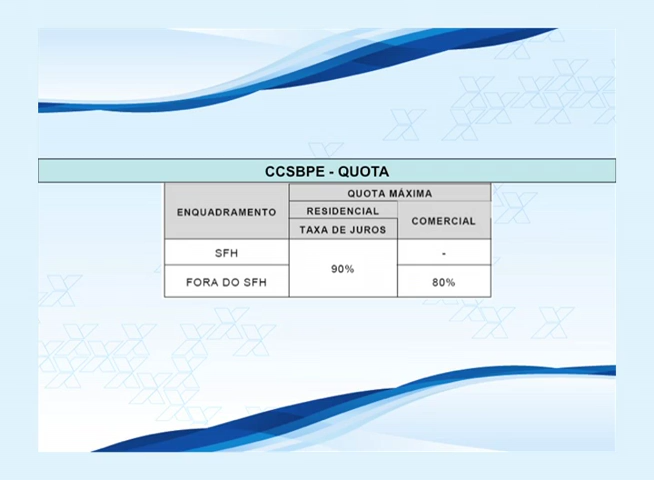 CCSBPE - QUOTA
ENQUADRAMENTO
QUOTA MÁXIMA
RESIDENCIAL
COMERCIAL
TAXA DE JUROS
SFH
90%
-
FORA DO SFH
80%